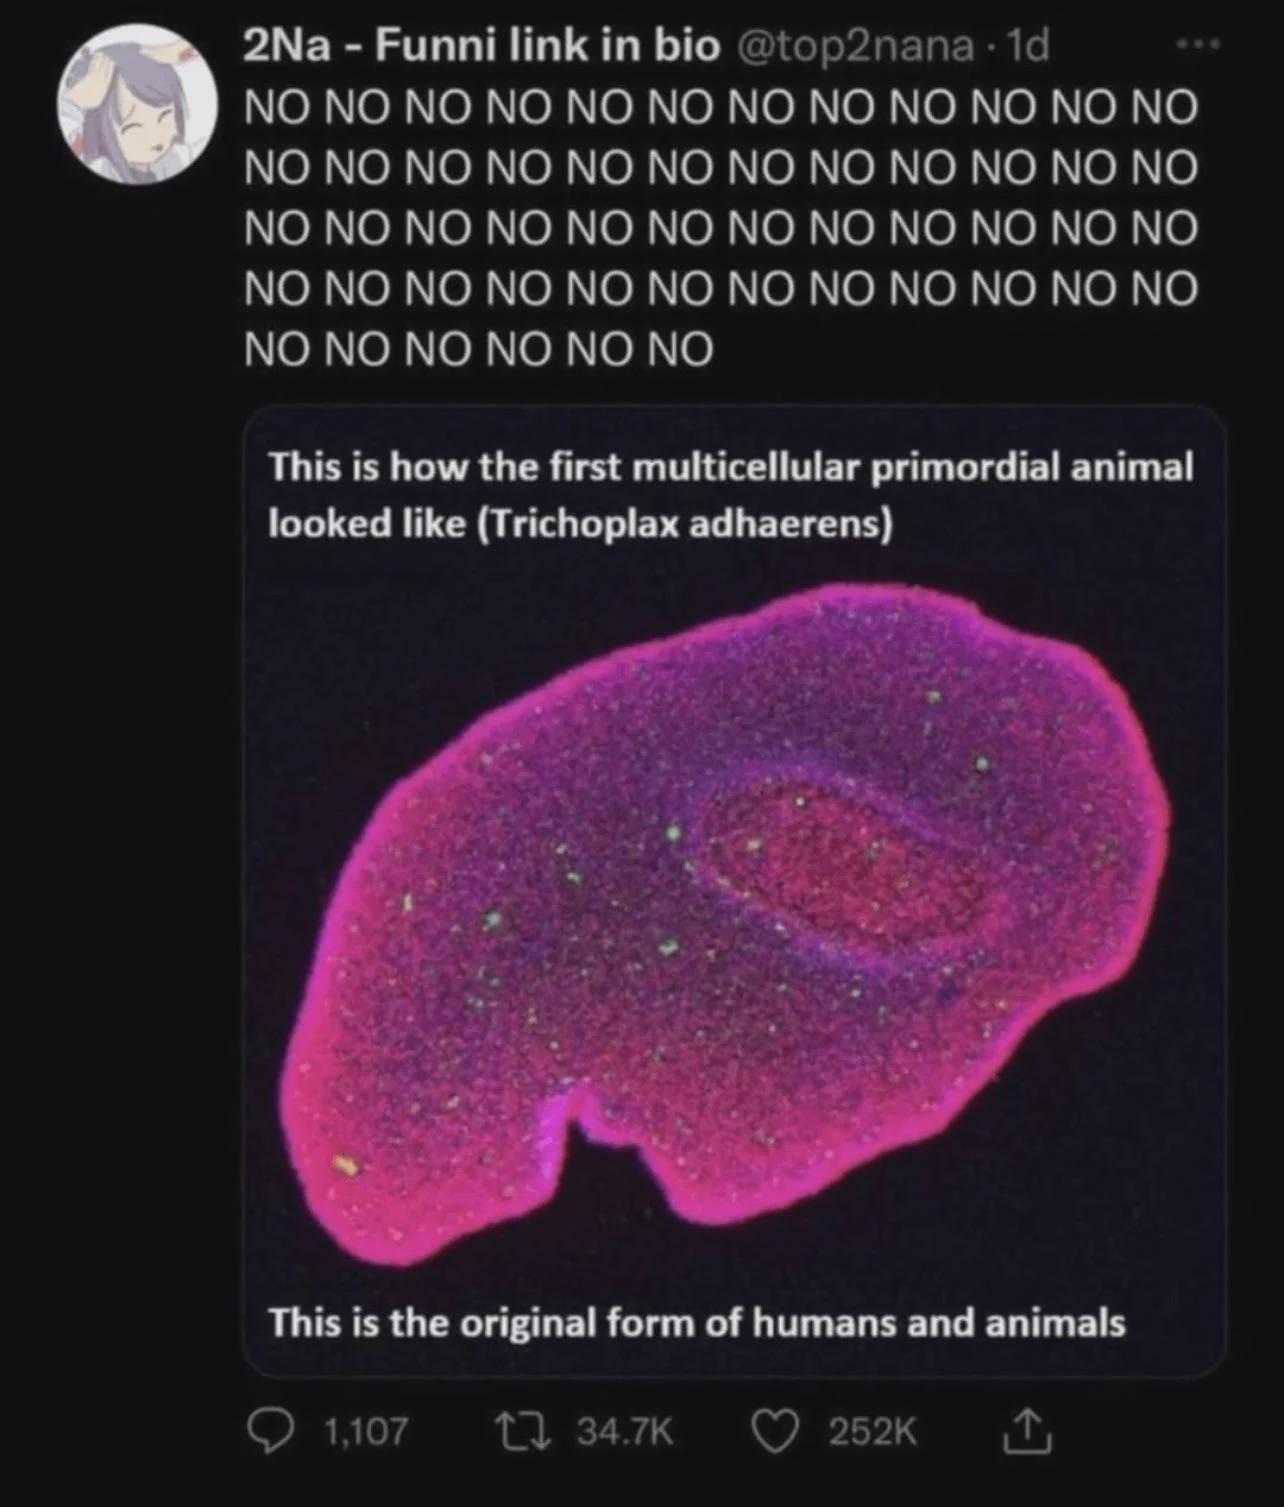 2Na - Funni link in bio @top2nana · 1d
NO NO NO NO NO NO NO NO NO NO NO NO
NO NO NO NO NO NO NO NO NO NO NO NO
NO NO NO NO NO NO NO NO NO NO NO NO
NO NO NO NO NO NO NO NO NO NO NO NO
NO NO NO NO NO NO
This is how the first multicellular primordial animal
looked like (Trichoplax adhaerens)
This is the original form of humans and animals
1,107 34.7K 252K